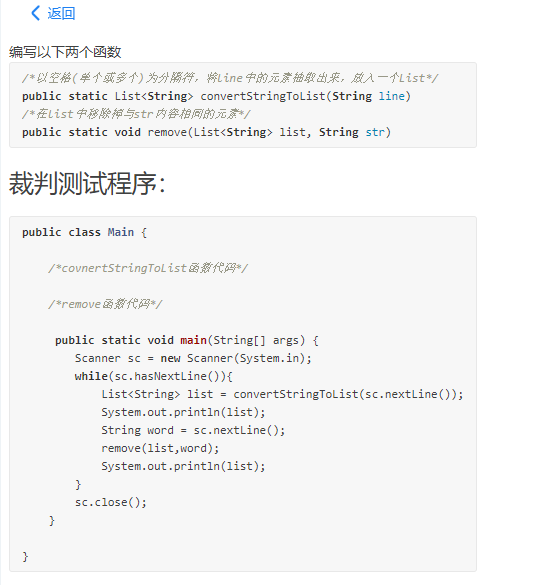 返回
编写以下两个函数
/*以空格(单个或多个)为分隔符，将line中的元素抽取出来，放入一个List*/
public static List<String> convertStringToList(String line)
/*在List中移除掉与str内容相同的元素*/
public static void remove(List<String> list, String str)
裁判测试程序：
public class Main {
/*covnertStringToList函数代码*/
/*remove函数代码*/
public static void main(String[] args) {
Scanner sc = new Scanner(System.in);
while(sc.hasNextLine()){
List<String> list = convertStringToList(sc.nextLine());
System.out.println(list);
String word = sc.nextLine();
remove(list,word);
System.out.println(list);
}
sc.close();
}
}